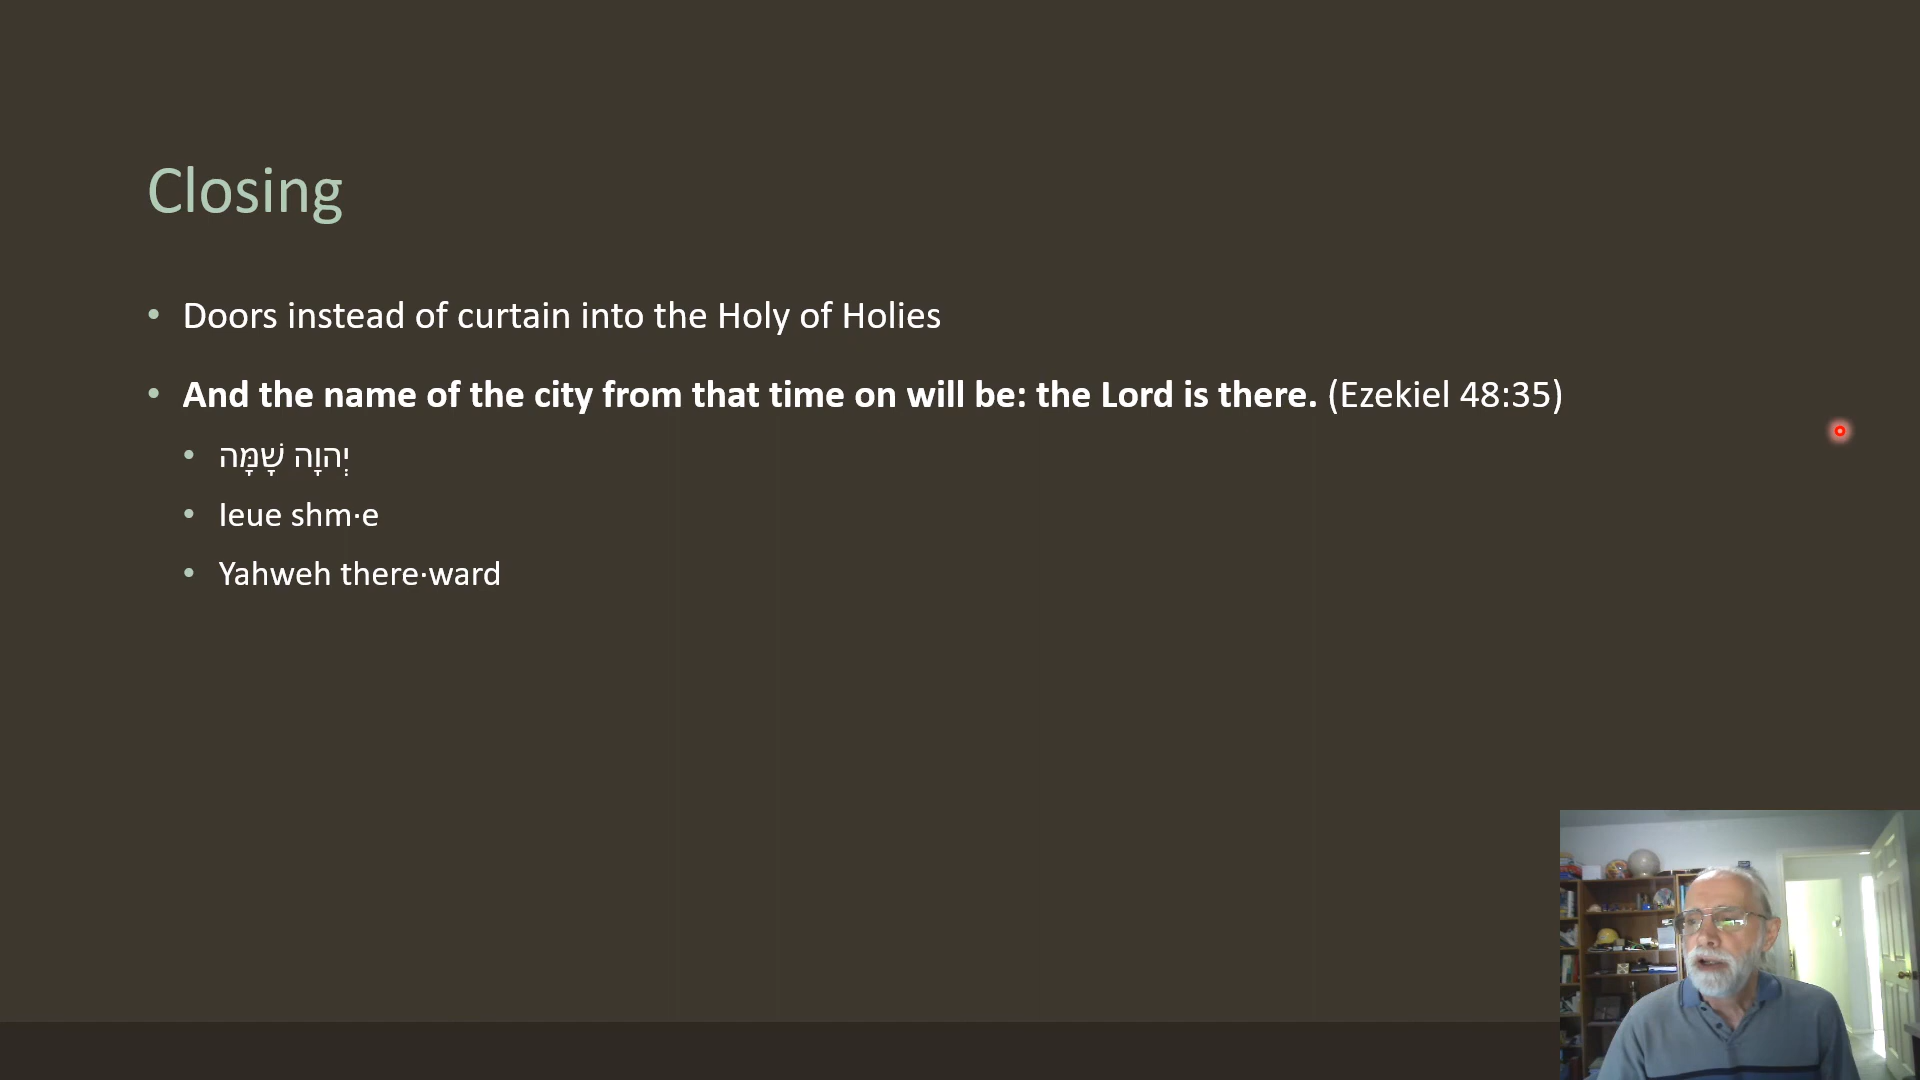 Closing
• Doors instead of curtain into the Holy of Holies
• And the name of the city from that time on will be: the Lord is there. (Ezekiel 48:35)
• יְהוָה שָׁמָּה
• Ieue shm·e
• Yahweh there·ward